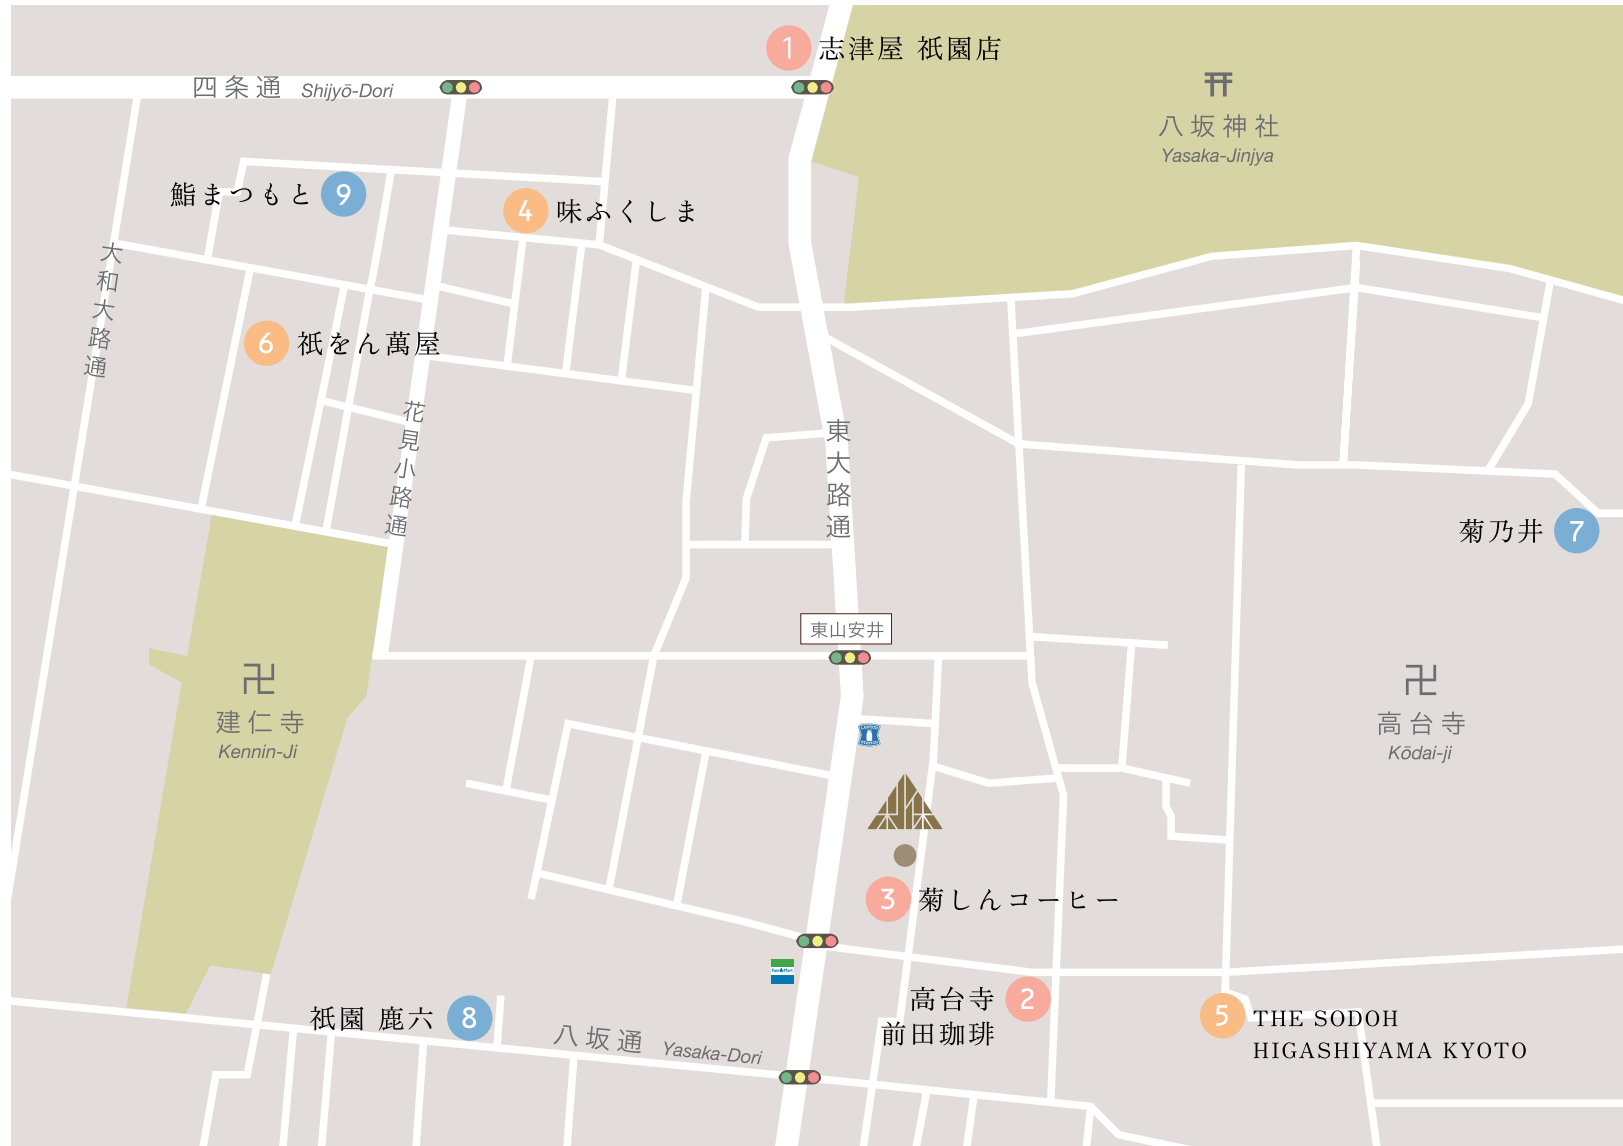 1 志津屋 祇園店
四条通 Shijyō-Dori
八坂神社
Yasaka-Jinjya
鮨まつもと 9
4 味ふくしま
大和大路通
6 祇をん萬屋
花見小路通
東大路通
菊乃井 7
東山安井
建仁寺
Kennin-Ji
高台寺
Kōdai-ji
3 菊しんコーヒー
FamilyMart
高台寺 2
前田珈琲
祇園 鹿六 8
八坂通 Yasaka-Dori
5 THE SODOH
HIGASHIYAMA KYOTO